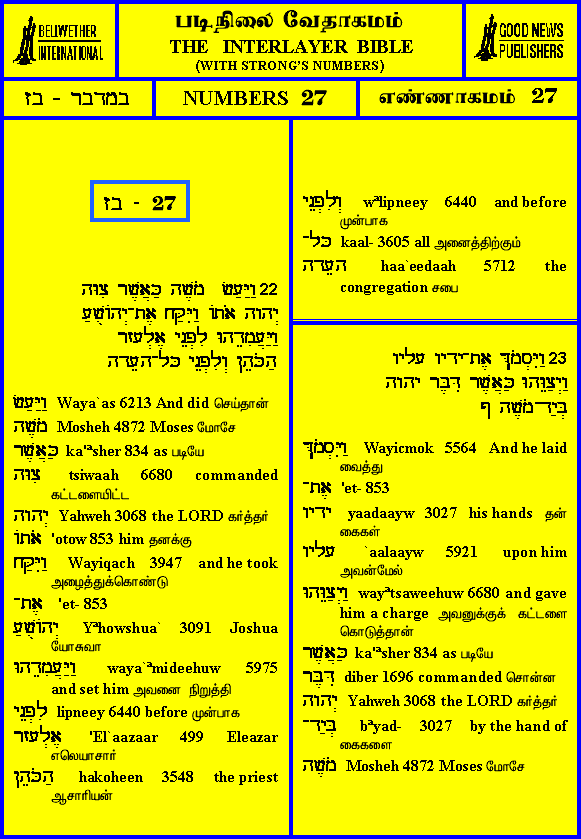 BELLWETHER
INTERNATIONAL
படிநிலை வேதாகமம்
THE INTERLAYER BIBLE
(WITH STRONG'S NUMBERS)
GOOD NEWS
PUBLISHERS
במדבר - בז
NUMBERS 27
எண்ணாகமம் 27
בז - 27
22 וַיַּעַשׂ מֹשֶׁה כַּאֲשֶׁר צִוָּה
יְהוָה אֹתוֹ וַיִּקַּח אֶת־יְהוֹשֻׁעַ
וַיַּעֲמִדֵהוּ לִפְנֵי אֶלְעָזָר
הַכֹּהֵן וְלִפְנֵי כָּל־הָעֵדָה
וַיַּעַשׂ Waya`as 6213 And did செய்தான்
מֹשֶׁה Mosheh 4872 Moses மோசே
כַּאֲשֶׁר ka'ªsher 834 as படியே
צִוָּה tsiwaah 6680 commanded
கட்டளையிட்ட
יְהוָה Yahweh 3068 the LORD கர்த்தர்
אֹתוֹ 'otow 853 him தனக்கு
וַיִּקַּח Wayiqach 3947 and he took
அழைத்துக்கொண்டு
אֶת־ 'et- 853
יְהוֹשֻׁעַ Yªhowshua` 3091 Joshua
யோசுவா
וַיַּעֲמִדֵהוּ waya`ªmideehuw 5975
and set him அவனை நிறுத்தி
לִפְנֵי lipneey 6440 before முன்பாக
אֶלְעָזָר 'El`aazaar 499 Eleazar
எலெயாசார்
הַכֹּהֵן hakoheen 3548 the priest
ஆசாரியன்
וְלִפְנֵי wªlipneey 6440 and before
முன்பாக
כָּל־ kaal- 3605 all அனைத்திற்கும்
הָעֵדָה haa`eedaah 5712 the
congregation சபை
23 וַיִּסְמֹךְ אֶת־יָדָיו עָלָיו
וַיְצַוֵּהוּ כַּאֲשֶׁר דִּבֶּר יְהוָה
בְּיַד־מֹשֶׁה ף
וַיִּסְמֹךְ Wayicmok 5564 And he laid
வைத்து
אֶת־ 'et- 853
יָדָיו yaadaayw 3027 his hands தன்
கைகள்
עָלָיו `aalaayw 5921 upon him
அவன்மேல்
וַיְצַוֵּהוּ wayªtsaweehuw 6680 and gave
him a charge அவனுக்குக் கட்டளை
கொடுத்தான்
כַּאֲשֶׁר ka'ªsher 834 as படியே
דִּבֶּר diber 1696 commanded சொன்ன
יְהוָה Yahweh 3068 the LORD கர்த்தர்
בְּיַד־ bªyad- 3027 by the hand of
கைகளை
מֹשֶׁה Mosheh 4872 Moses மோசே